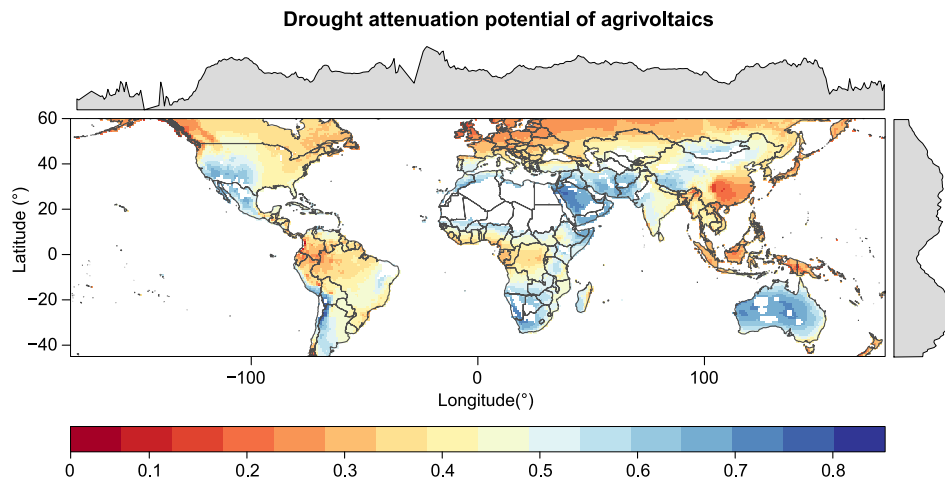 Drought attenuation potential of agrivoltaics
60
40
20
0
−20
−40
Latitude (°)
−100 0 100
Longitude(°)
0 0.1 0.2 0.3 0.4 0.5 0.6 0.7 0.8